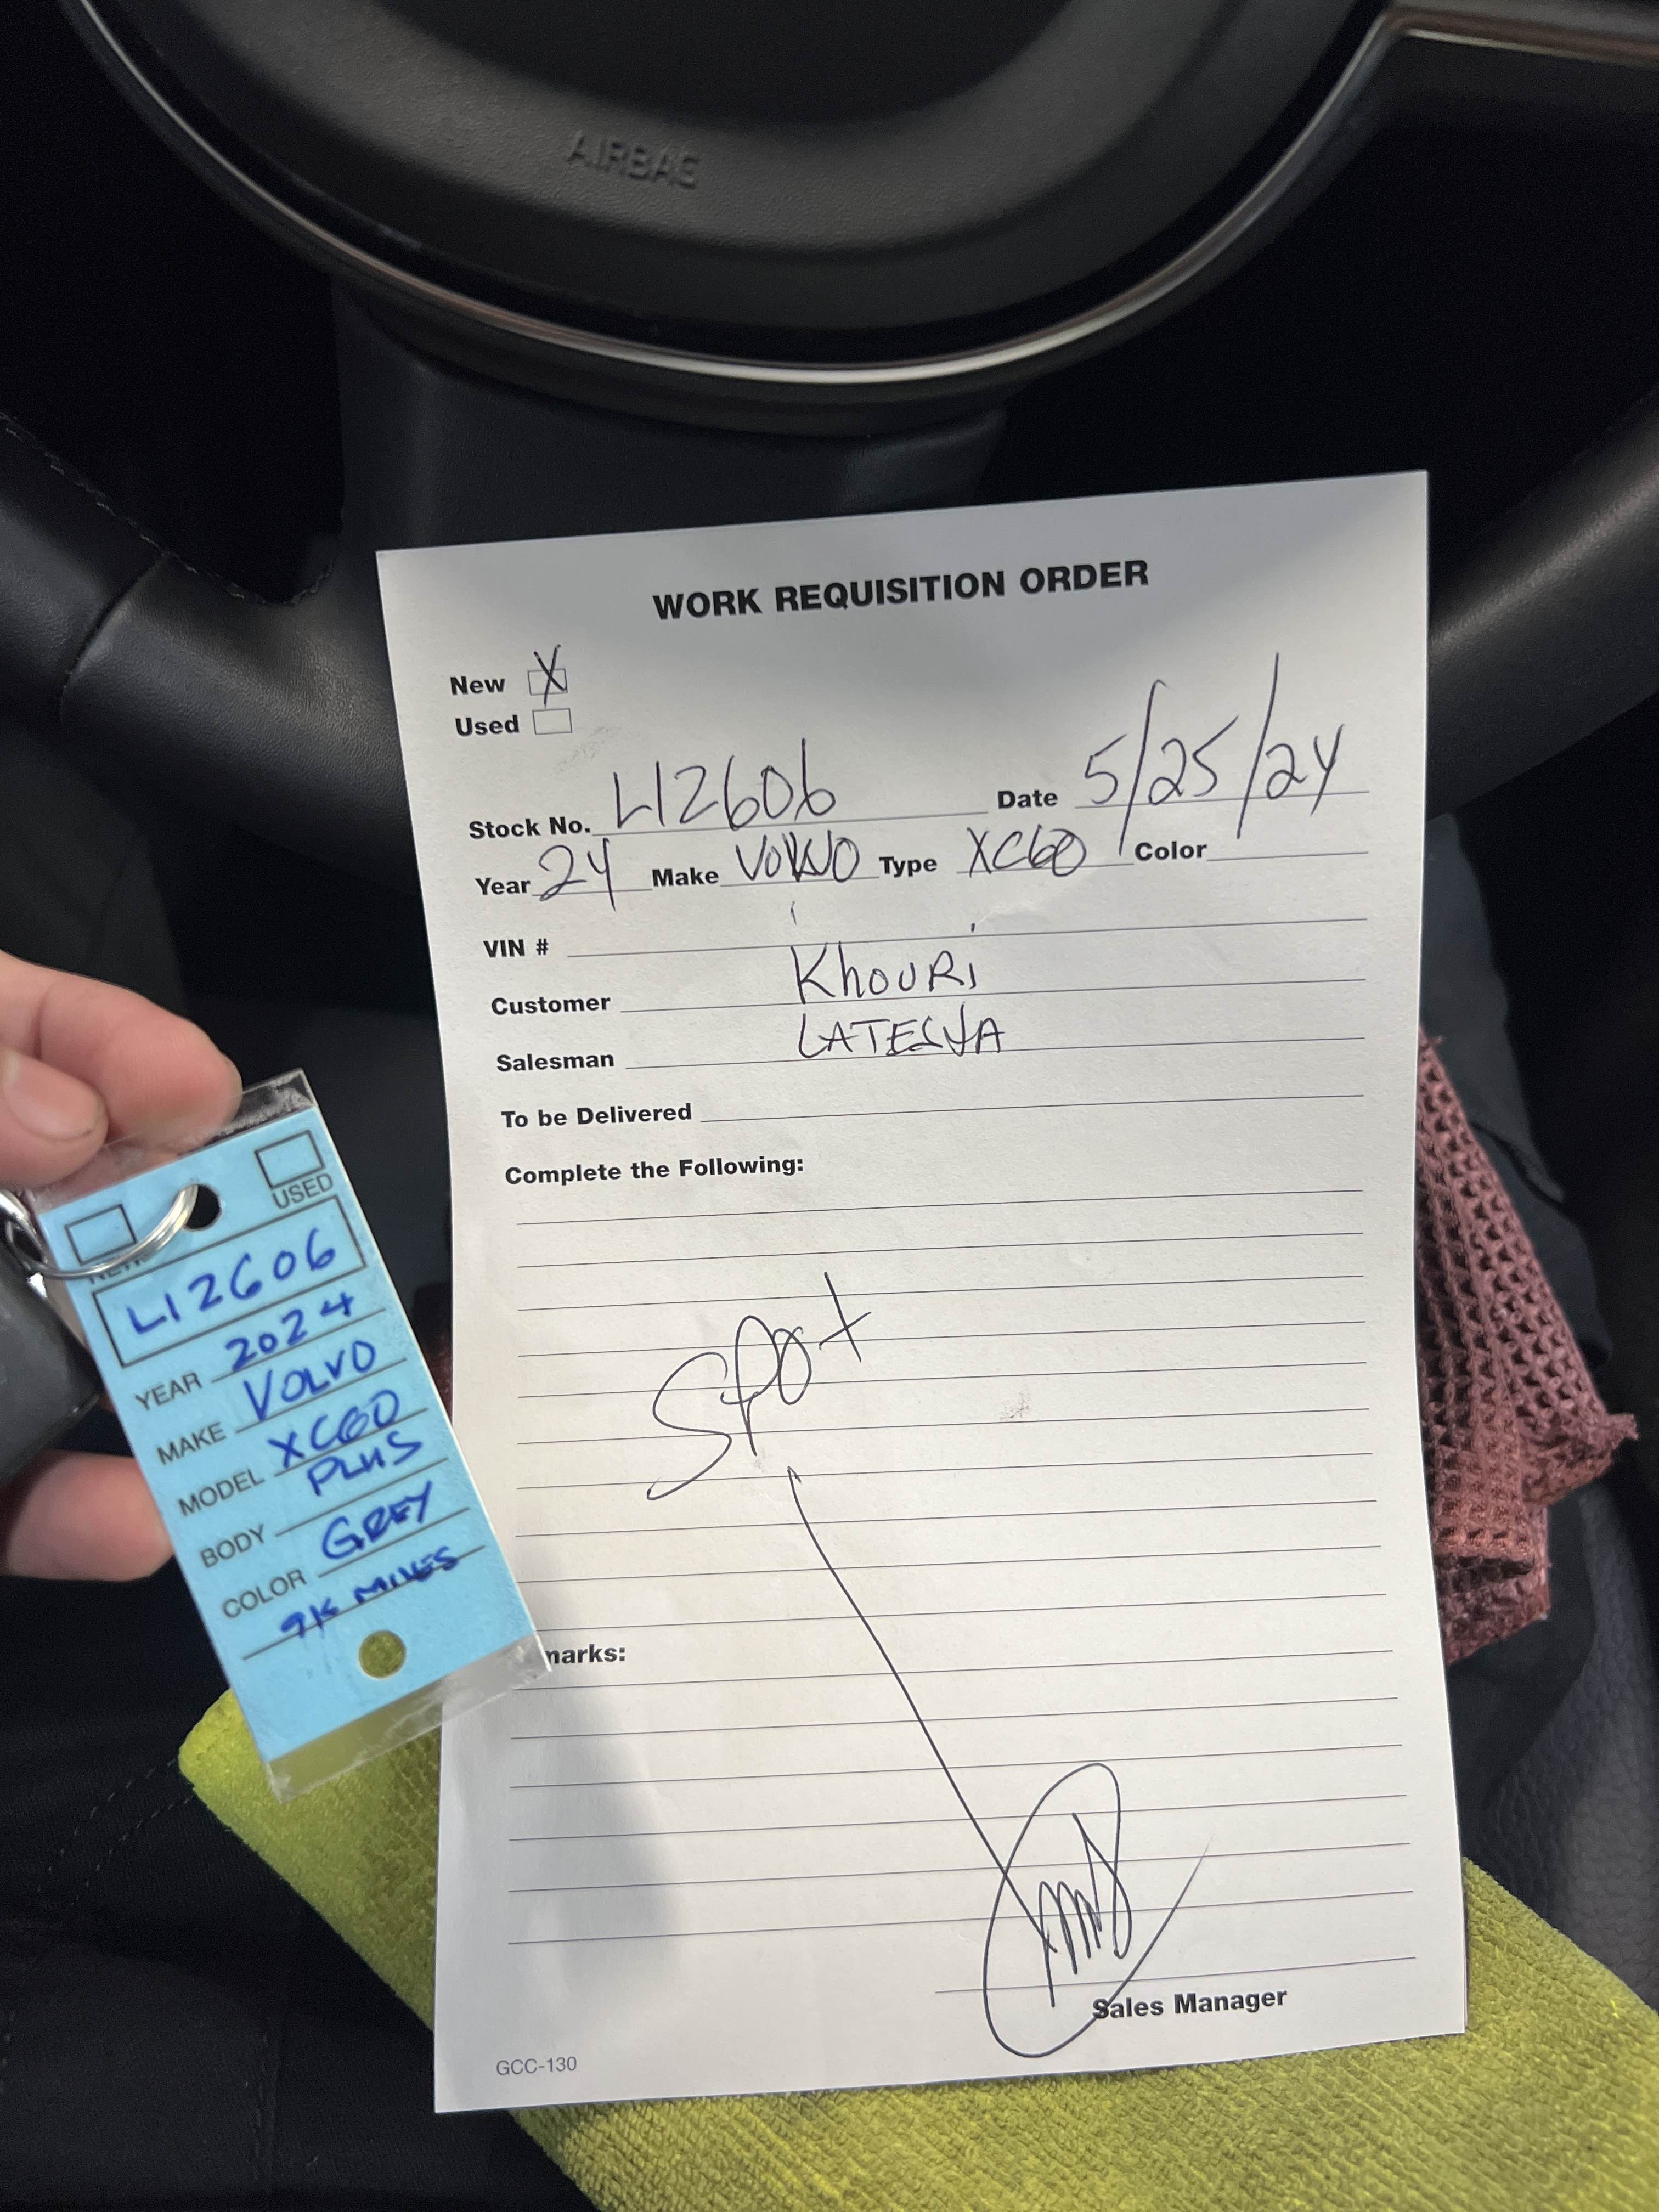 AIRBAG
WORK REQUISITION ORDER
New X
Used
Stock No. L12606 Date 5/25/24
Year 24 Make VOLVO Type XC60 Color
VIN #
Customer KhouRi
Salesman LATESHA
To be Delivered
Complete the Following:
Spot
marks:
Sales Manager
GCC-130
USED
L12606
YEAR 2024
MAKE VOLVO
MODEL XC60
PLUS
BODY
COLOR GREY
9K MILES